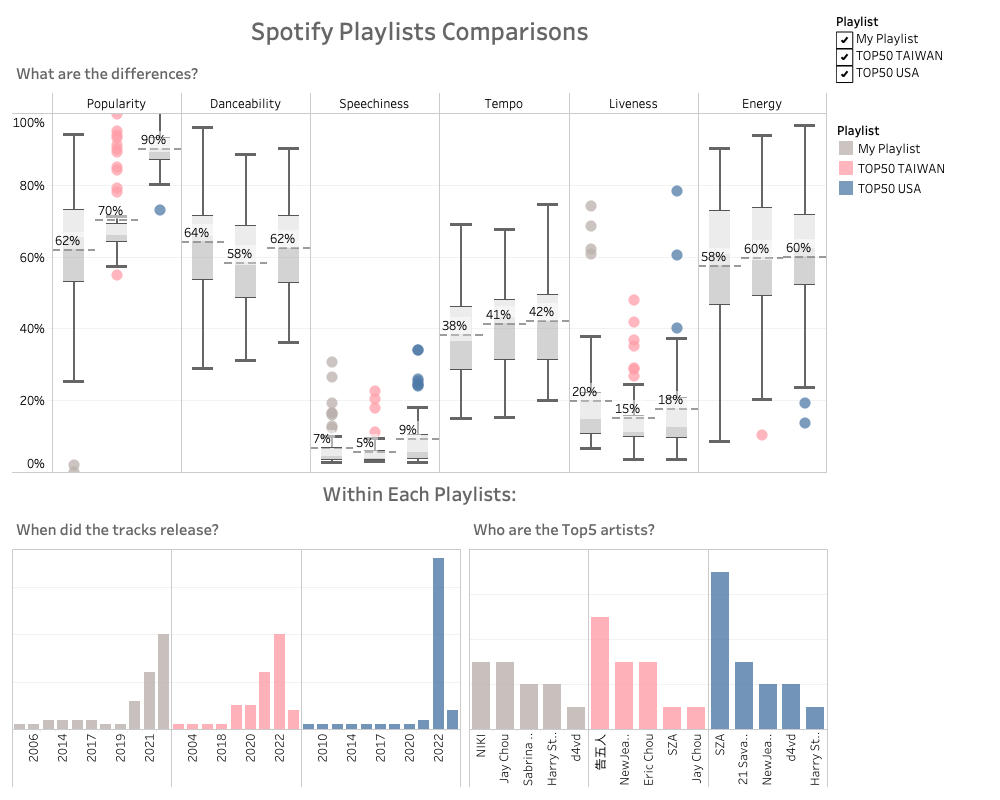 Spotify Playlists Comparisons
Playlist
My Playlist
TOP50 TAIWAN
TOP50 USA
What are the differences?
Popularity Danceability Speechiness Tempo Liveness Energy
Playlist
My Playlist
TOP50 TAIWAN
TOP50 USA
100%
80%
60%
40%
20%
0%
62% 70% 90%
64% 58% 62%
7% 5% 9%
38% 41% 42%
20% 15% 18%
58% 60% 60%
Within Each Playlists:
When did the tracks release?
2006 2014 2017 2019 2021
2004 2018 2020 2022
2010 2014 2017 2020 2022
Who are the Top5 artists?
NIKI
Jay Chou
Sabrina ..
Harry St..
d4vd
告五人
NewJea..
Eric Chou
SZA
Jay Chou
SZA
21 Sava..
NewJea..
d4vd
Harry St..